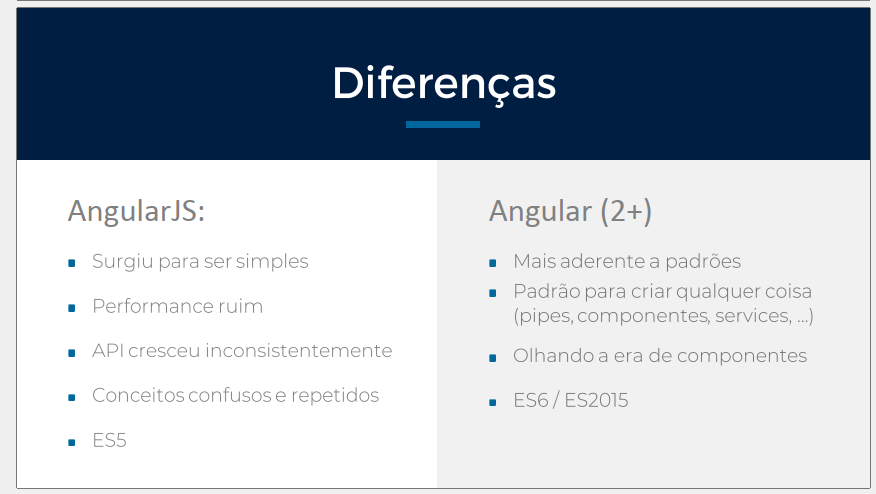 Diferenças
AngularJS:
Surgiu para ser simples
Performance ruim
API cresceu inconsistentemente
Conceitos confusos e repetidos
ES5
Angular (2+)
Mais aderente a padrões
Padrão para criar qualquer coisa
(pipes, componentes, services, ...)
Olhando a era de componentes
ES6 / ES2015